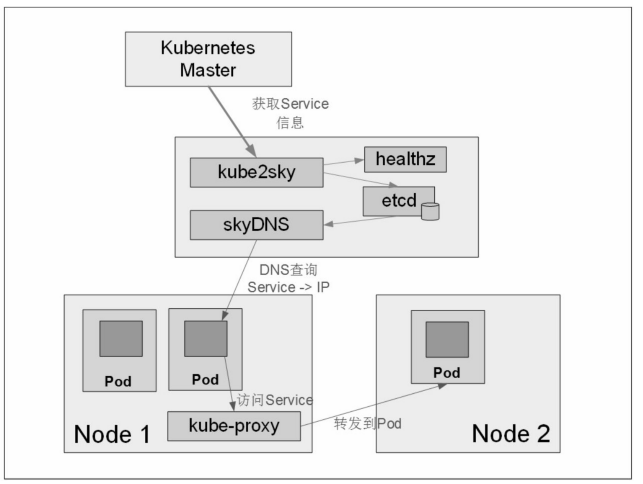 Kubernetes
Master
获取Service
信息
kube2sky
healthz
etcd
skyDNS
DNS查询
Service -> IP
Pod
Pod
Pod
访问Service
kube-proxy
转发到Pod
Node 1
Node 2